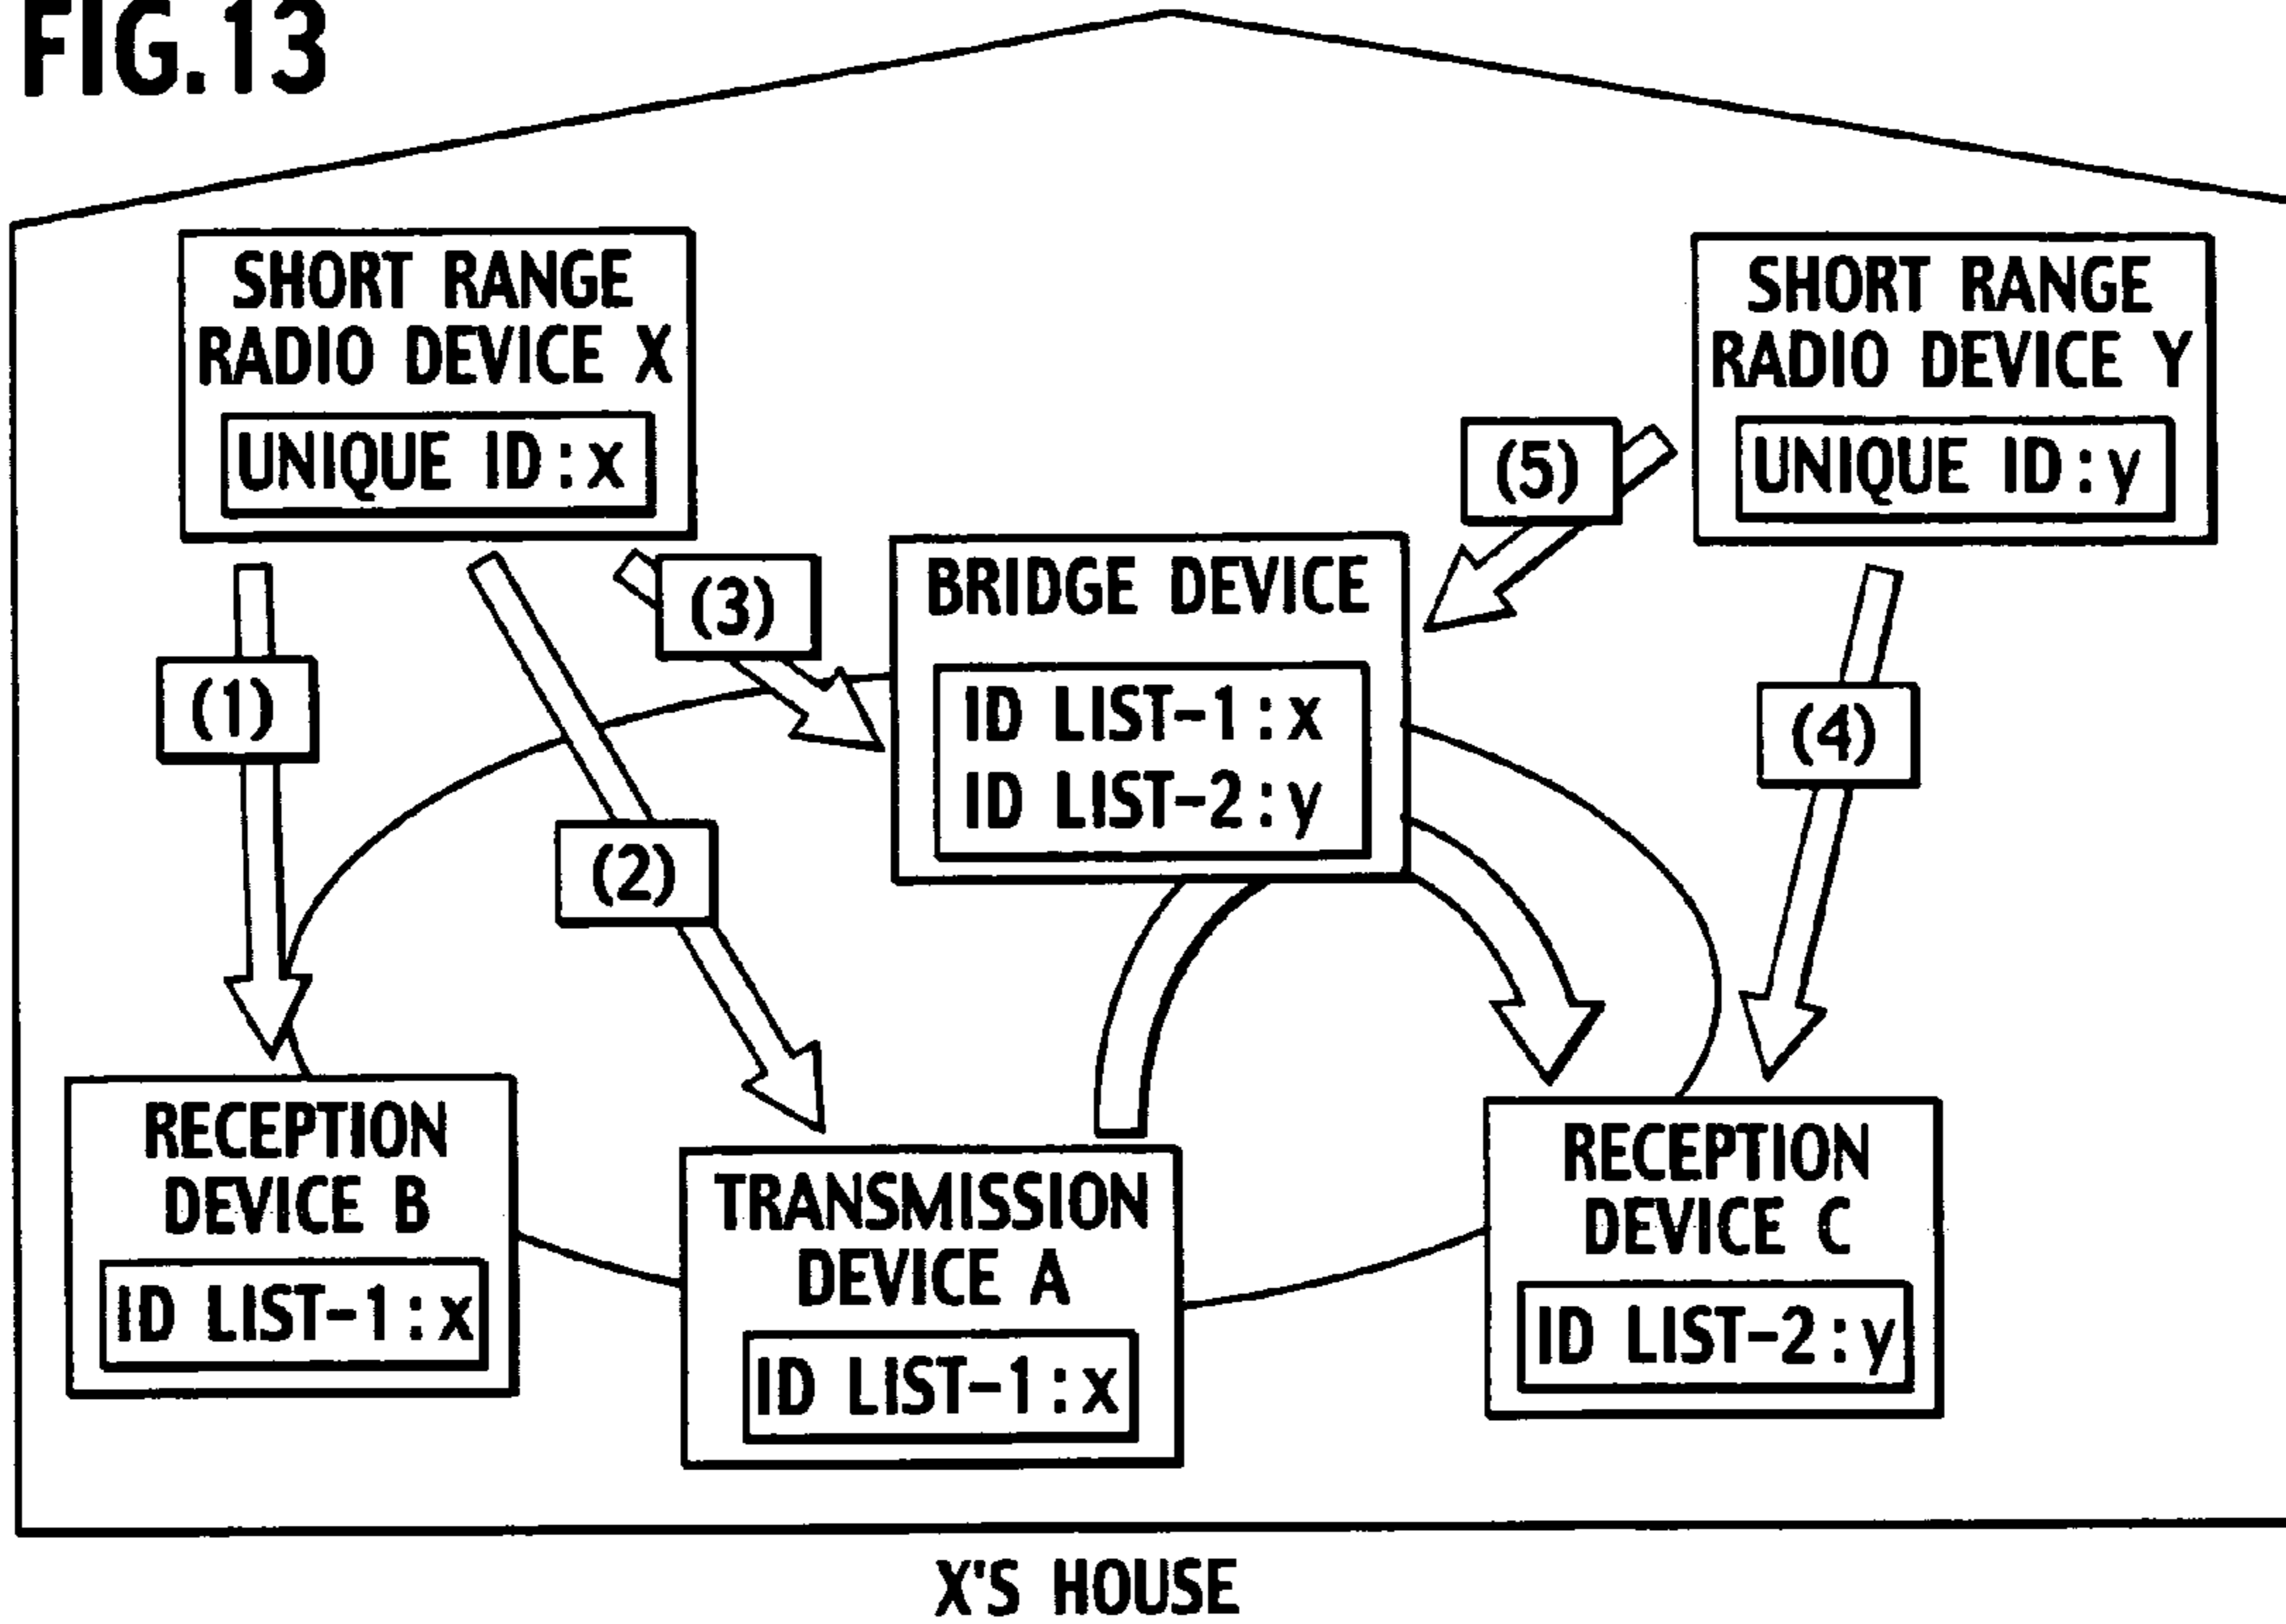 FIG.13
SHORT RANGE
RADIO DEVICE X
UNIQUE ID:x
SHORT RANGE
RADIO DEVICE Y
UNIQUE ID:y
(5)
(3)
BRIDGE DEVICE
ID LIST-1:x
ID LIST-2:y
(1)
(4)
(2)
RECEPTION
DEVICE B
ID LIST-1:x
TRANSMISSION
DEVICE A
ID LIST-1:x
RECEPTION
DEVICE C
ID LIST-2:y
X'S HOUSE